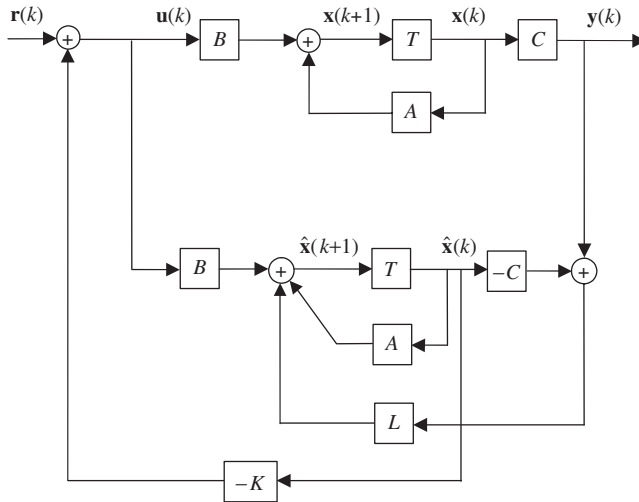 r(k) u(k) B x(k+1) T x(k) C y(k)
A
B x̂(k+1) T x̂(k) −C
A
L
−K